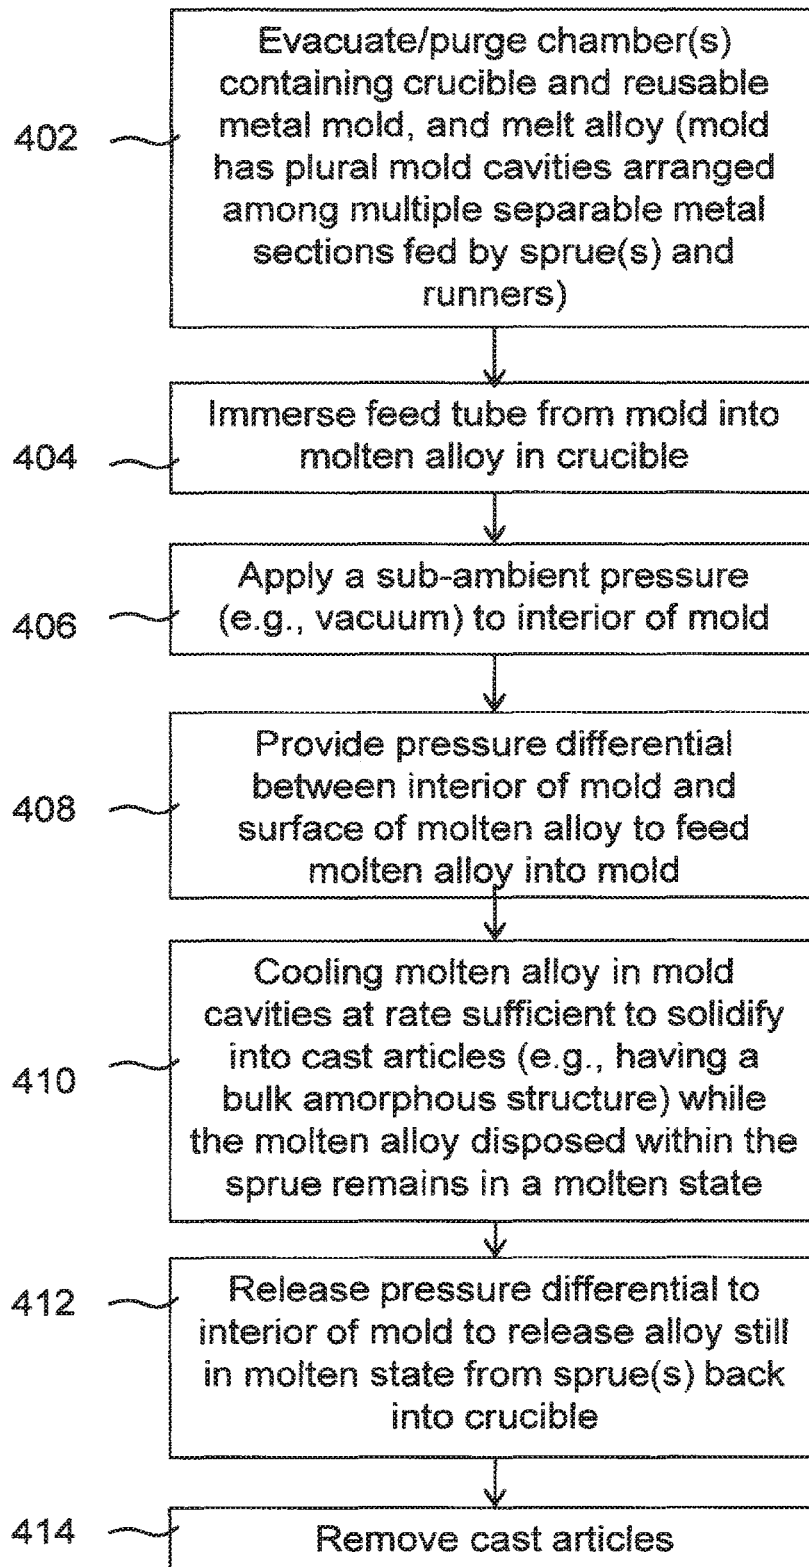 Evacuate/purge chamber(s)
containing crucible and reusable
metal mold, and melt alloy (mold
has plural mold cavities arranged
among multiple separable metal
sections fed by sprue(s) and
runners)
402
Immerse feed tube from mold into
molten alloy in crucible
404
Apply a sub-ambient pressure
(e.g., vacuum) to interior of mold
406
Provide pressure differential
between interior of mold and
surface of molten alloy to feed
molten alloy into mold
408
Cooling molten alloy in mold
cavities at rate sufficient to solidify
into cast articles (e.g., having a
bulk amorphous structure) while
the molten alloy disposed within the
sprue remains in a molten state
410
Release pressure differential to
interior of mold to release alloy still
in molten state from sprue(s) back
into crucible
412
Remove cast articles
414